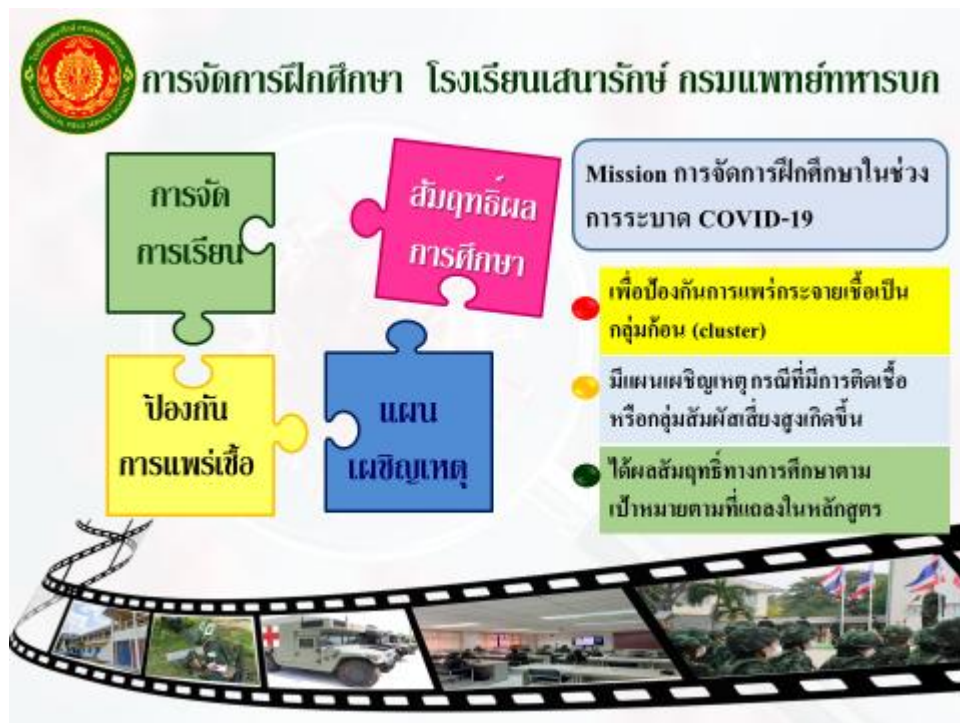 การจัดการฝึกศึกษา โรงเรียนเสนารักษ์ กรมแพทย์ทหารบก
การจัด
การเรียน
สัมฤทธิ์ผล
การศึกษา
ป้องกัน
การแพร่เชื้อ
แผน
เผชิญเหตุ
Mission การจัดการฝึกศึกษาในช่วง
การระบาด COVID-19
เพื่อป้องกันการแพร่กระจายเชื้อเป็น
กลุ่มก้อน (cluster)
มีแผนเผชิญเหตุ กรณีที่มีการติดเชื้อ
หรือกลุ่มสัมผัสเสี่ยงสูงเกิดขึ้น
ได้ผลสัมฤทธิ์ทางการศึกษาตาม
เป้าหมายตามที่แถลงในหลักสูตร